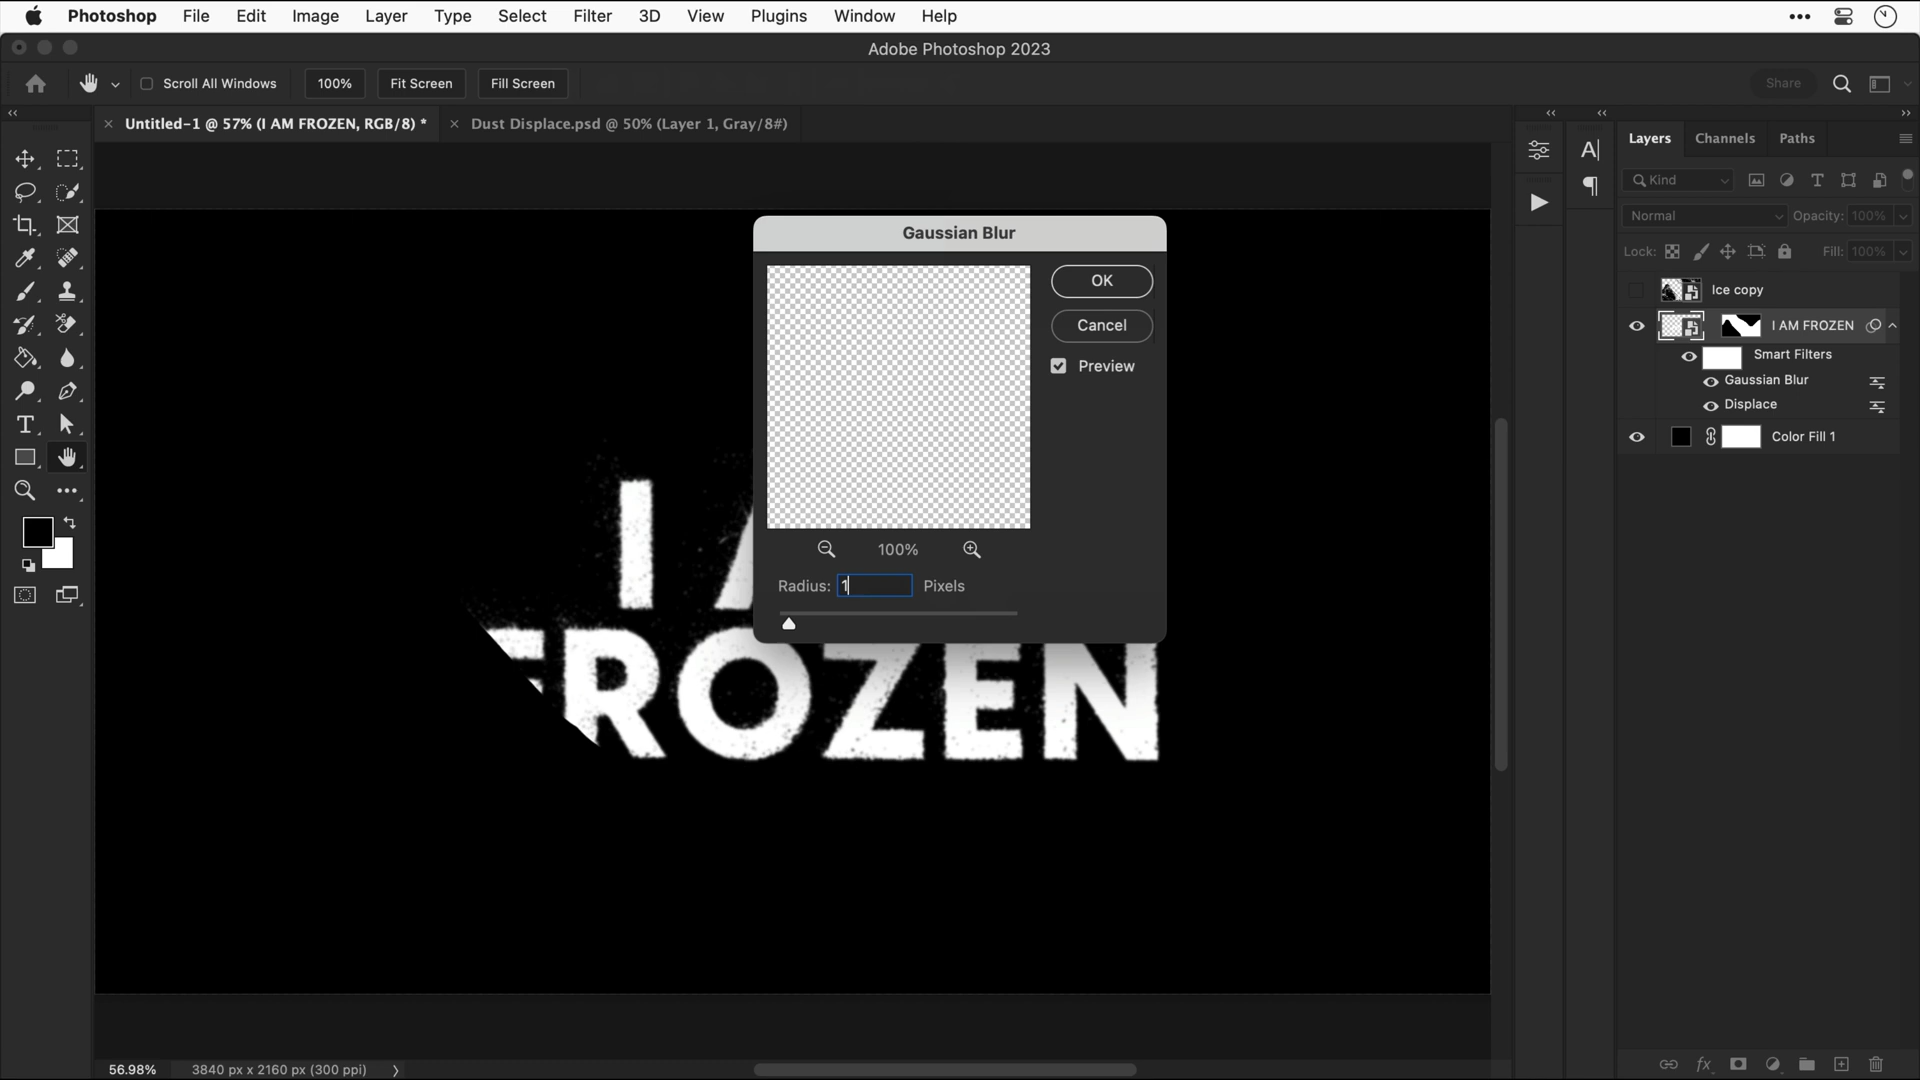 Photoshop File Edit Image Layer Type Select Filter 3D View Plugins Window Help
Adobe Photoshop 2023
Scroll All Windows 100% Fit Screen Fill Screen Share
Untitled-1 @ 57% (I AM FROZEN, RGB/8) * Dust Displace.psd @ 50% (Layer 1, Gray/8#)
Layers Channels Paths
Kind
Normal Opacity: 100%
Lock: Fill: 100%
Ice copy
I AM FROZEN
Smart Filters
Gaussian Blur
Displace
Color Fill 1
Gaussian Blur
OK
Cancel
Preview
100%
Radius: 1 Pixels
I A
FROZEN
56.98% 3840 px x 2160 px (300 ppi)